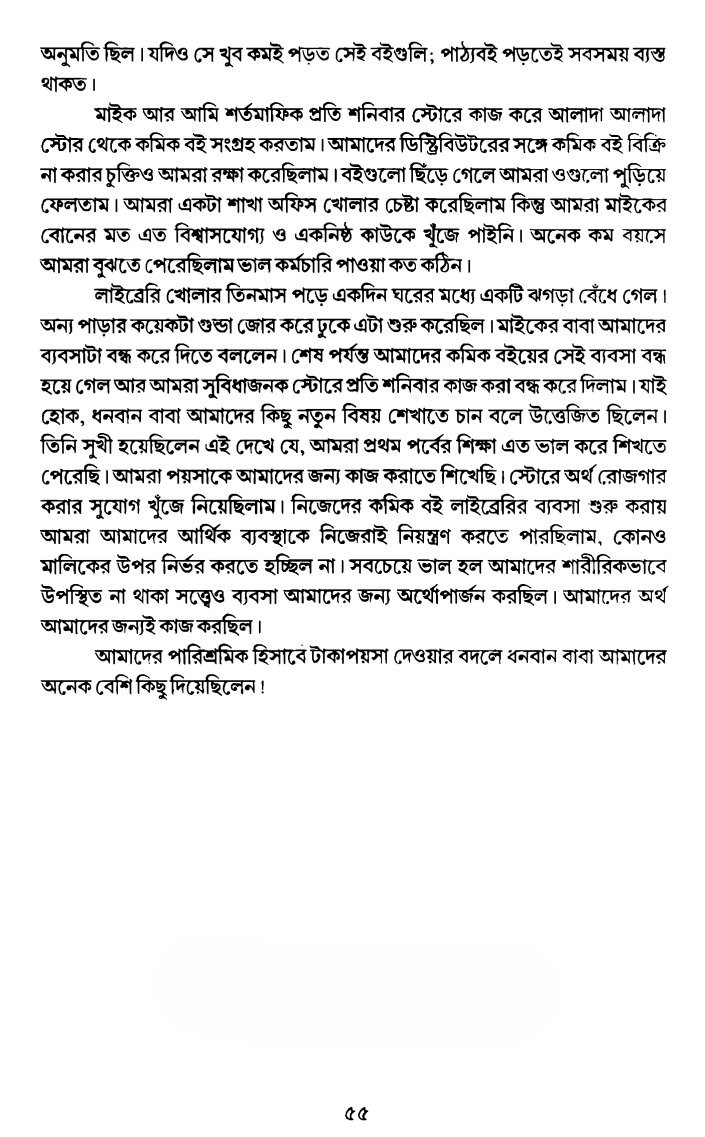 অনুমতি ছিল। যদিও সে খুব কমই পড়ত সেই বইগুলি; পাঠ্যবই পড়তেই সবসময় ব্যস্ত
থাকত।
মাইক আর আমি শর্তমাফিক প্রতি শনিবার স্টোরে কাজ করে আলাদা আলাদা
স্টোর থেকে কমিক বই সংগ্রহ করতাম। আমাদের ডিস্ট্রিবিউটরের সঙ্গে কমিক বই বিক্রি
না করার চুক্তিও আমরা রক্ষা করেছিলাম। বইগুলো ছিঁড়ে গেলে আমরা ওগুলো পুড়িয়ে
ফেলতাম। আমরা একটা শাখা অফিস খোলার চেষ্টা করেছিলাম কিন্তু আমরা মাইকের
বোনের মত এত বিশ্বাসযোগ্য ও একনিষ্ঠ কাউকে খুঁজে পাইনি। অনেক কম বয়সে
আমরা বুঝতে পেরেছিলাম ভাল কর্মচারি পাওয়া কত কঠিন।
লাইব্রেরি খোলার তিনমাস পড়ে একদিন ঘরের মধ্যে একটি ঝগড়া বেঁধে গেল।
অন্য পাড়ার কয়েকটা গুন্ডা জোর করে ঢুকে এটা শুরু করেছিল। মাইকের বাবা আমাদের
ব্যবসাটা বন্ধ করে দিতে বললেন। শেষ পর্যন্ত আমাদের কমিক বইয়ের সেই ব্যবসা বন্ধ
হয়ে গেল আর আমরা সুবিধাজনক স্টোরে প্রতি শনিবার কাজ করা বন্ধ করে দিলাম। যাই
হোক, ধনবান বাবা আমাদের কিছু নতুন বিষয় শেখাতে চান বলে উত্তেজিত ছিলেন।
তিনি সুখী হয়েছিলেন এই দেখে যে, আমরা প্রথম পর্বের শিক্ষা এত ভাল করে শিখতে
পেরেছি। আমরা পয়সাকে আমাদের জন্য কাজ করাতে শিখেছি। স্টোরে অর্থ রোজগার
করার সুযোগ খুঁজে নিয়েছিলাম। নিজেদের কমিক বই লাইব্রেরির ব্যবসা শুরু করায়
আমরা আমাদের আর্থিক ব্যবস্থাকে নিজেরাই নিয়ন্ত্রণ করতে পারছিলাম, কোনও
মালিকের উপর নির্ভর করতে হচ্ছিল না। সবচেয়ে ভাল হল আমাদের শারীরিকভাবে
উপস্থিত না থাকা সত্ত্বেও ব্যবসা আমাদের জন্য অর্থোপার্জন করছিল। আমাদের অর্থ
আমাদের জন্যই কাজ করছিল।
আমাদের পারিশ্রমিক হিসাবে টাকাপয়সা দেওয়ার বদলে ধনবান বাবা আমাদের
অনেক বেশি কিছু দিয়েছিলেন!
৫৫